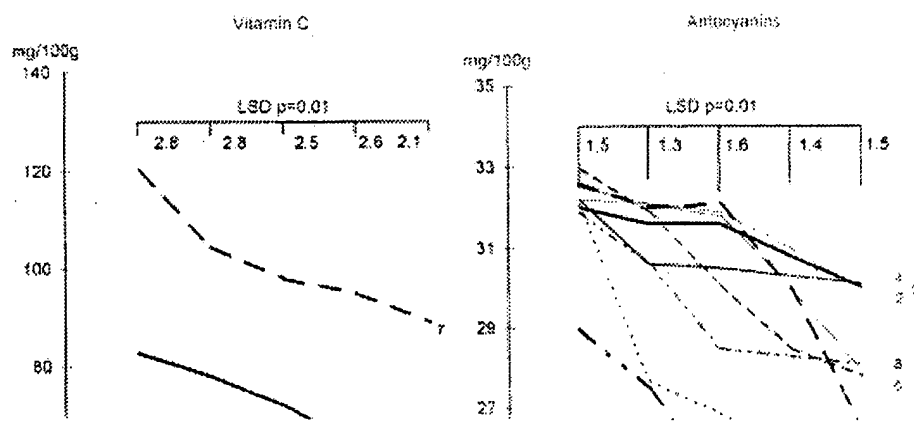 Vitamin C
mg/100g
140
LSD p=0.01
2.8 2.8 2.5 2.6 2.1
120
100
r
80
Antocyanins
mg/100g
35
LSD p=0.01
1.5 1.3 1.6 1.4 1.5
33
31
29
a
27